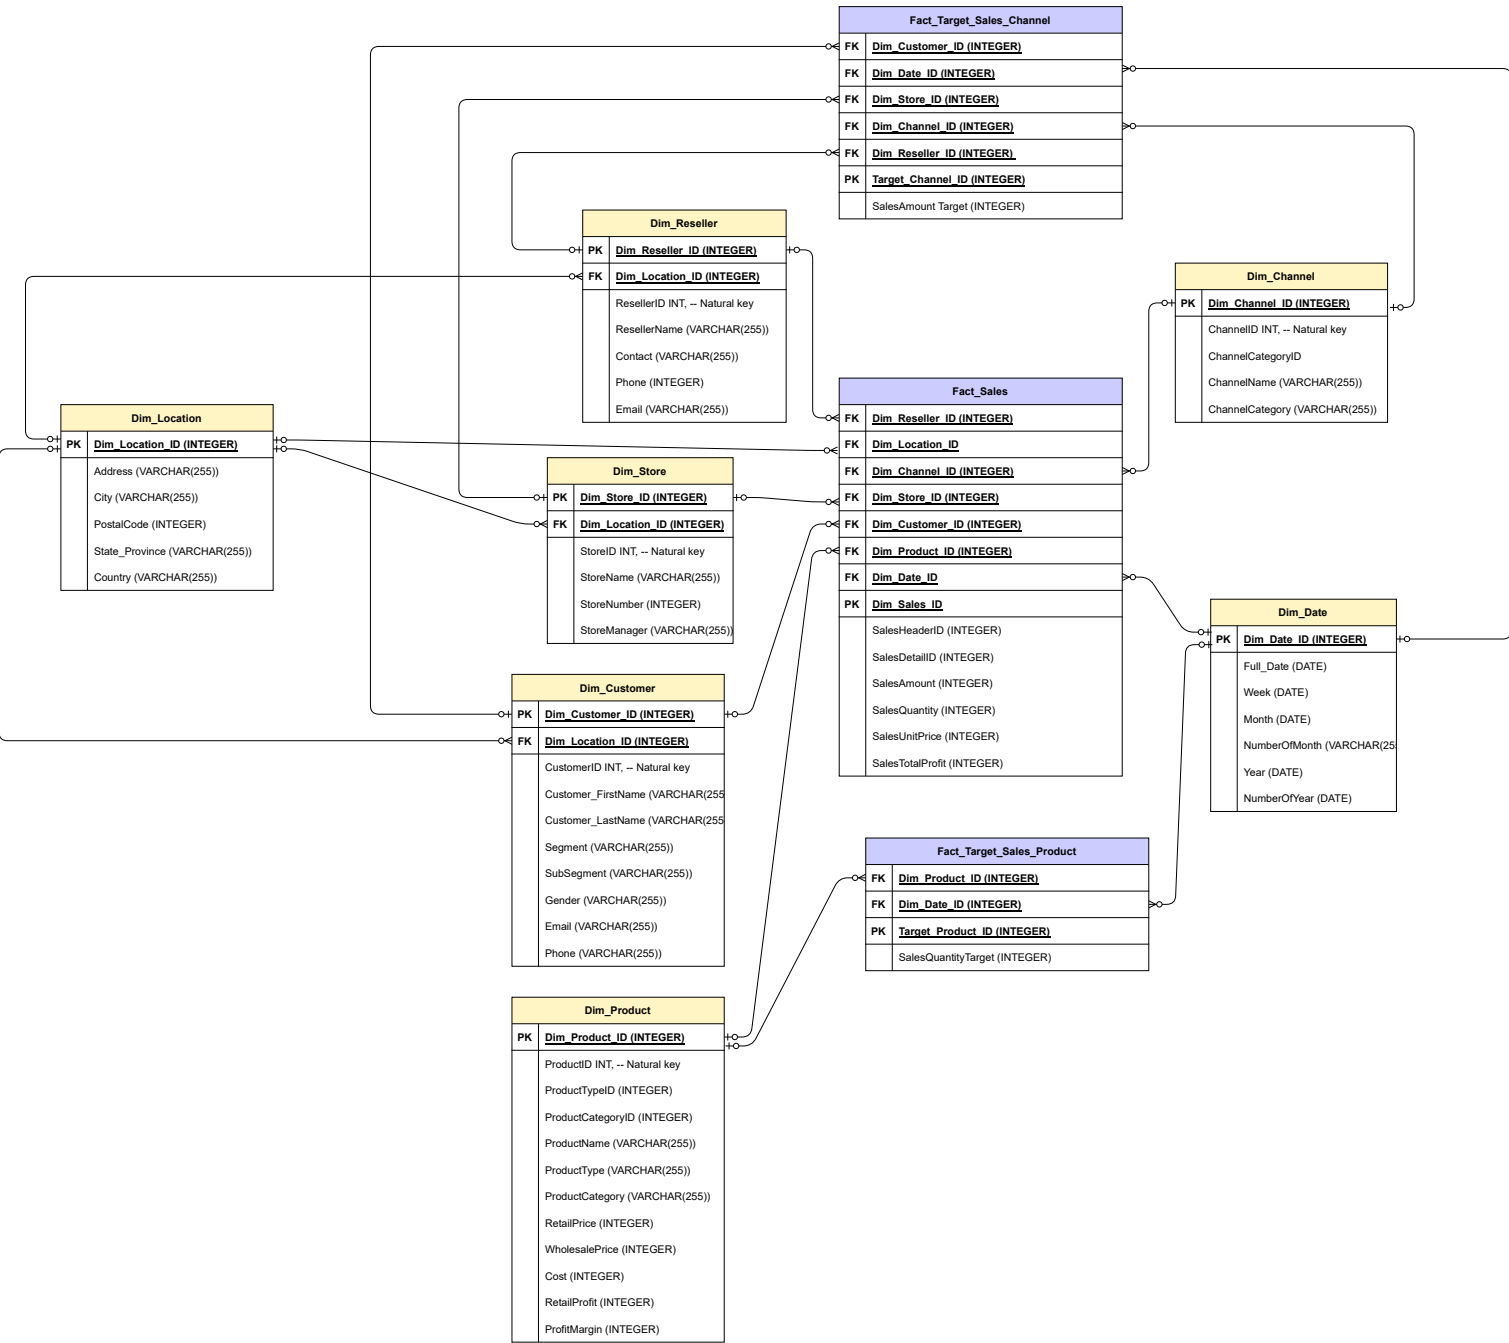 Fact_Target_Sales_Channel
FK Dim_Customer_ID (INTEGER)
FK Dim_Date_ID (INTEGER)
FK Dim_Store_ID (INTEGER)
FK Dim_Channel_ID (INTEGER)
FK Dim_Reseller_ID (INTEGER)
PK Target_Channel_ID (INTEGER)
SalesAmount Target (INTEGER)
Dim_Reseller
PK Dim_Reseller_ID (INTEGER)
FK Dim_Location_ID (INTEGER)
ResellerID INT, -- Natural key
ResellerName (VARCHAR(255))
Contact (VARCHAR(255))
Phone (INTEGER)
Email (VARCHAR(255))
Dim_Channel
PK Dim_Channel_ID (INTEGER)
ChannelID INT, -- Natural key
ChannelCategoryID
ChannelName (VARCHAR(255))
ChannelCategory (VARCHAR(255))
Dim_Location
PK Dim_Location_ID (INTEGER)
Address (VARCHAR(255))
City (VARCHAR(255))
PostalCode (INTEGER)
State_Province (VARCHAR(255))
Country (VARCHAR(255))
Dim_Store
PK Dim_Store_ID (INTEGER)
FK Dim_Location_ID (INTEGER)
StoreID INT, -- Natural key
StoreName (VARCHAR(255))
StoreNumber (INTEGER)
StoreManager (VARCHAR(255))
Fact_Sales
FK Dim_Reseller_ID (INTEGER)
FK Dim_Location_ID
FK Dim_Channel_ID (INTEGER)
FK Dim_Store_ID (INTEGER)
FK Dim_Customer_ID (INTEGER)
FK Dim_Product_ID (INTEGER)
FK Dim_Date_ID
PK Dim_Sales_ID
SalesHeaderID (INTEGER)
SalesDetailID (INTEGER)
SalesAmount (INTEGER)
SalesQuantity (INTEGER)
SalesUnitPrice (INTEGER)
SalesTotalProfit (INTEGER)
Dim_Date
PK Dim_Date_ID (INTEGER)
Full_Date (DATE)
Week (DATE)
Month (DATE)
NumberOfMonth (VARCHAR(25
Year (DATE)
NumberOfYear (DATE)
Dim_Customer
PK Dim_Customer_ID (INTEGER)
FK Dim_Location_ID (INTEGER)
CustomerID INT, -- Natural key
Customer_FirstName (VARCHAR(255
Customer_LastName (VARCHAR(255
Segment (VARCHAR(255))
SubSegment (VARCHAR(255))
Gender (VARCHAR(255))
Email (VARCHAR(255))
Phone (VARCHAR(255))
Fact_Target_Sales_Product
FK Dim_Product_ID (INTEGER)
FK Dim_Date_ID (INTEGER)
PK Target_Product_ID (INTEGER)
SalesQuantityTarget (INTEGER)
Dim_Product
PK Dim_Product_ID (INTEGER)
ProductID INT, -- Natural key
ProductTypeID (INTEGER)
ProductCategoryID (INTEGER)
ProductName (VARCHAR(255))
ProductType (VARCHAR(255))
ProductCategory (VARCHAR(255))
RetailPrice (INTEGER)
WholesalePrice (INTEGER)
Cost (INTEGER)
RetailProfit (INTEGER)
ProfitMargin (INTEGER)